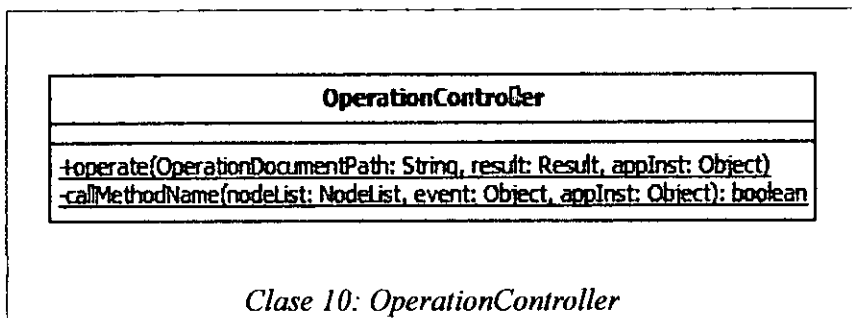 OperationController
+operate(OperationDocumentPath: String, result: Result, appInst: Object)
-callMethodName(nodeList: NodeList, event: Object, appInst: Object): boolean
Clase 10: OperationController